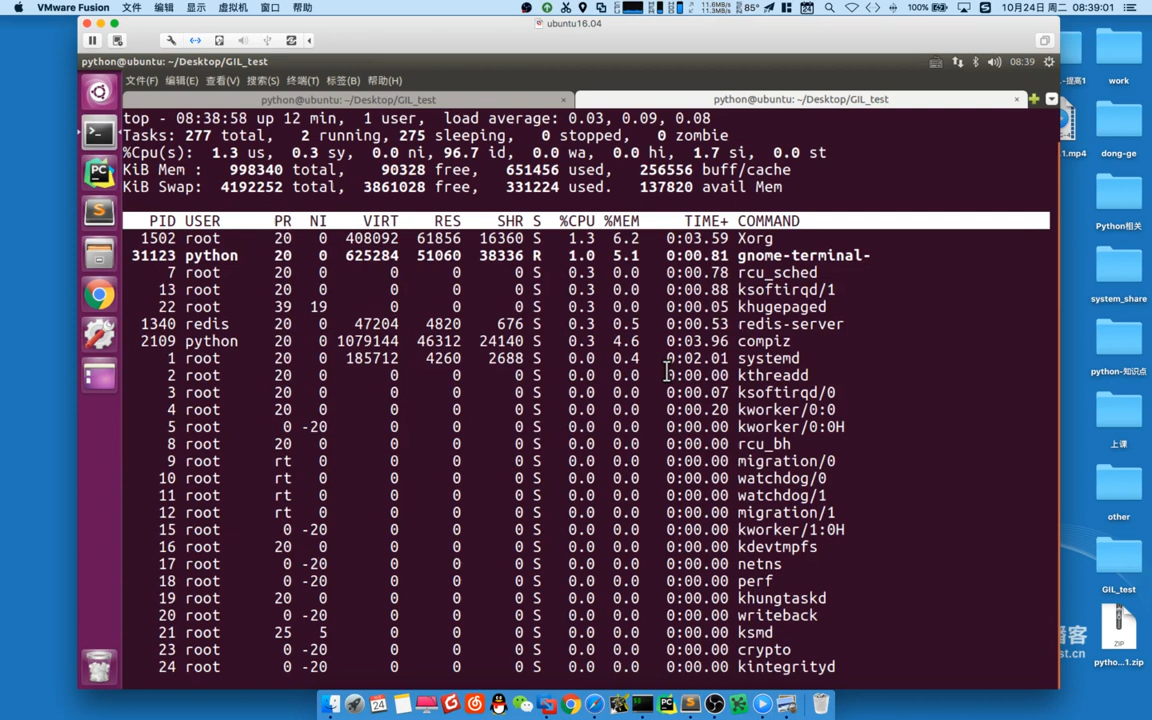 VMware Fusion 文件 编辑 显示 虚拟机 窗口 帮助 11.6MB/s 11.3MB/s 85° 24 100% 10月24日 周二 08:39:01
ubuntu16.04
python@ubuntu: ~/Desktop/GIL_test 08:39
文件(F) 编辑(E) 查看(V) 搜索(S) 终端(T) 标签(B) 帮助(H)
python@ubuntu: ~/Desktop/GIL_test × python@ubuntu: ~/Desktop/GIL_test ×
top - 08:38:58 up 12 min, 1 user, load average: 0.03, 0.09, 0.08
Tasks: 277 total, 2 running, 275 sleeping, 0 stopped, 0 zombie
%Cpu(s): 1.3 us, 0.3 sy, 0.0 ni, 96.7 id, 0.0 wa, 0.0 hi, 1.7 si, 0.0 st
KiB Mem : 998340 total, 90328 free, 651456 used, 256556 buff/cache
KiB Swap: 4192252 total, 3861028 free, 331224 used. 137820 avail Mem
PID USER PR NI VIRT RES SHR S %CPU %MEM TIME+ COMMAND
1502 root 20 0 408092 61856 16360 S 1.3 6.2 0:03.59 Xorg
31123 python 20 0 625284 51060 38336 R 1.0 5.1 0:00.81 gnome-terminal-
7 root 20 0 0 0 0 S 0.3 0.0 0:00.78 rcu_sched
13 root 20 0 0 0 0 S 0.3 0.0 0:00.88 ksoftirqd/1
22 root 39 19 0 0 0 S 0.3 0.0 0:00.05 khugepaged
1340 redis 20 0 47204 4820 676 S 0.3 0.5 0:00.53 redis-server
2109 python 20 0 1079144 46312 24140 S 0.3 4.6 0:03.96 compiz
1 root 20 0 185712 4260 2688 S 0.0 0.4 0:02.01 systemd
2 root 20 0 0 0 0 S 0.0 0.0 0:00.00 kthreadd
3 root 20 0 0 0 0 S 0.0 0.0 0:00.07 ksoftirqd/0
4 root 20 0 0 0 0 S 0.0 0.0 0:00.20 kworker/0:0
5 root 0 -20 0 0 0 S 0.0 0.0 0:00.00 kworker/0:0H
8 root 20 0 0 0 0 S 0.0 0.0 0:00.00 rcu_bh
9 root rt 0 0 0 0 S 0.0 0.0 0:00.00 migration/0
10 root rt 0 0 0 0 S 0.0 0.0 0:00.00 watchdog/0
11 root rt 0 0 0 0 S 0.0 0.0 0:00.00 watchdog/1
12 root rt 0 0 0 0 S 0.0 0.0 0:00.00 migration/1
15 root 0 -20 0 0 0 S 0.0 0.0 0:00.00 kworker/1:0H
16 root 20 0 0 0 0 S 0.0 0.0 0:00.00 kdevtmpfs
17 root 0 -20 0 0 0 S 0.0 0.0 0:00.00 netns
18 root 0 -20 0 0 0 S 0.0 0.0 0:00.00 perf
19 root 20 0 0 0 0 S 0.0 0.0 0:00.00 khungtaskd
20 root 0 -20 0 0 0 S 0.0 0.0 0:00.00 writeback
21 root 25 5 0 0 0 S 0.0 0.0 0:00.00 ksmd
23 root 0 -20 0 0 0 S 0.0 0.0 0:00.00 crypto
24 root 0 -20 0 0 0 S 0.0 0.0 0:00.00 kintegrityd
-提高1
work
1.mp4
dong-ge
Python相关
system_share
python-知识点
上课
other
GIL_test
播客
st.cn
ZIP
pytho...1.zip
PC
24
PC